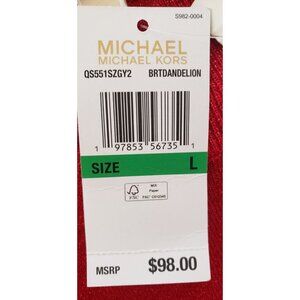 S982-0004
MICHAEL
MICHAEL KORS
QS551SZGY2 BRTDANDELION
1 97853 56735 1
SIZE L
FSC
MIX
Paper
MSRP $98.00